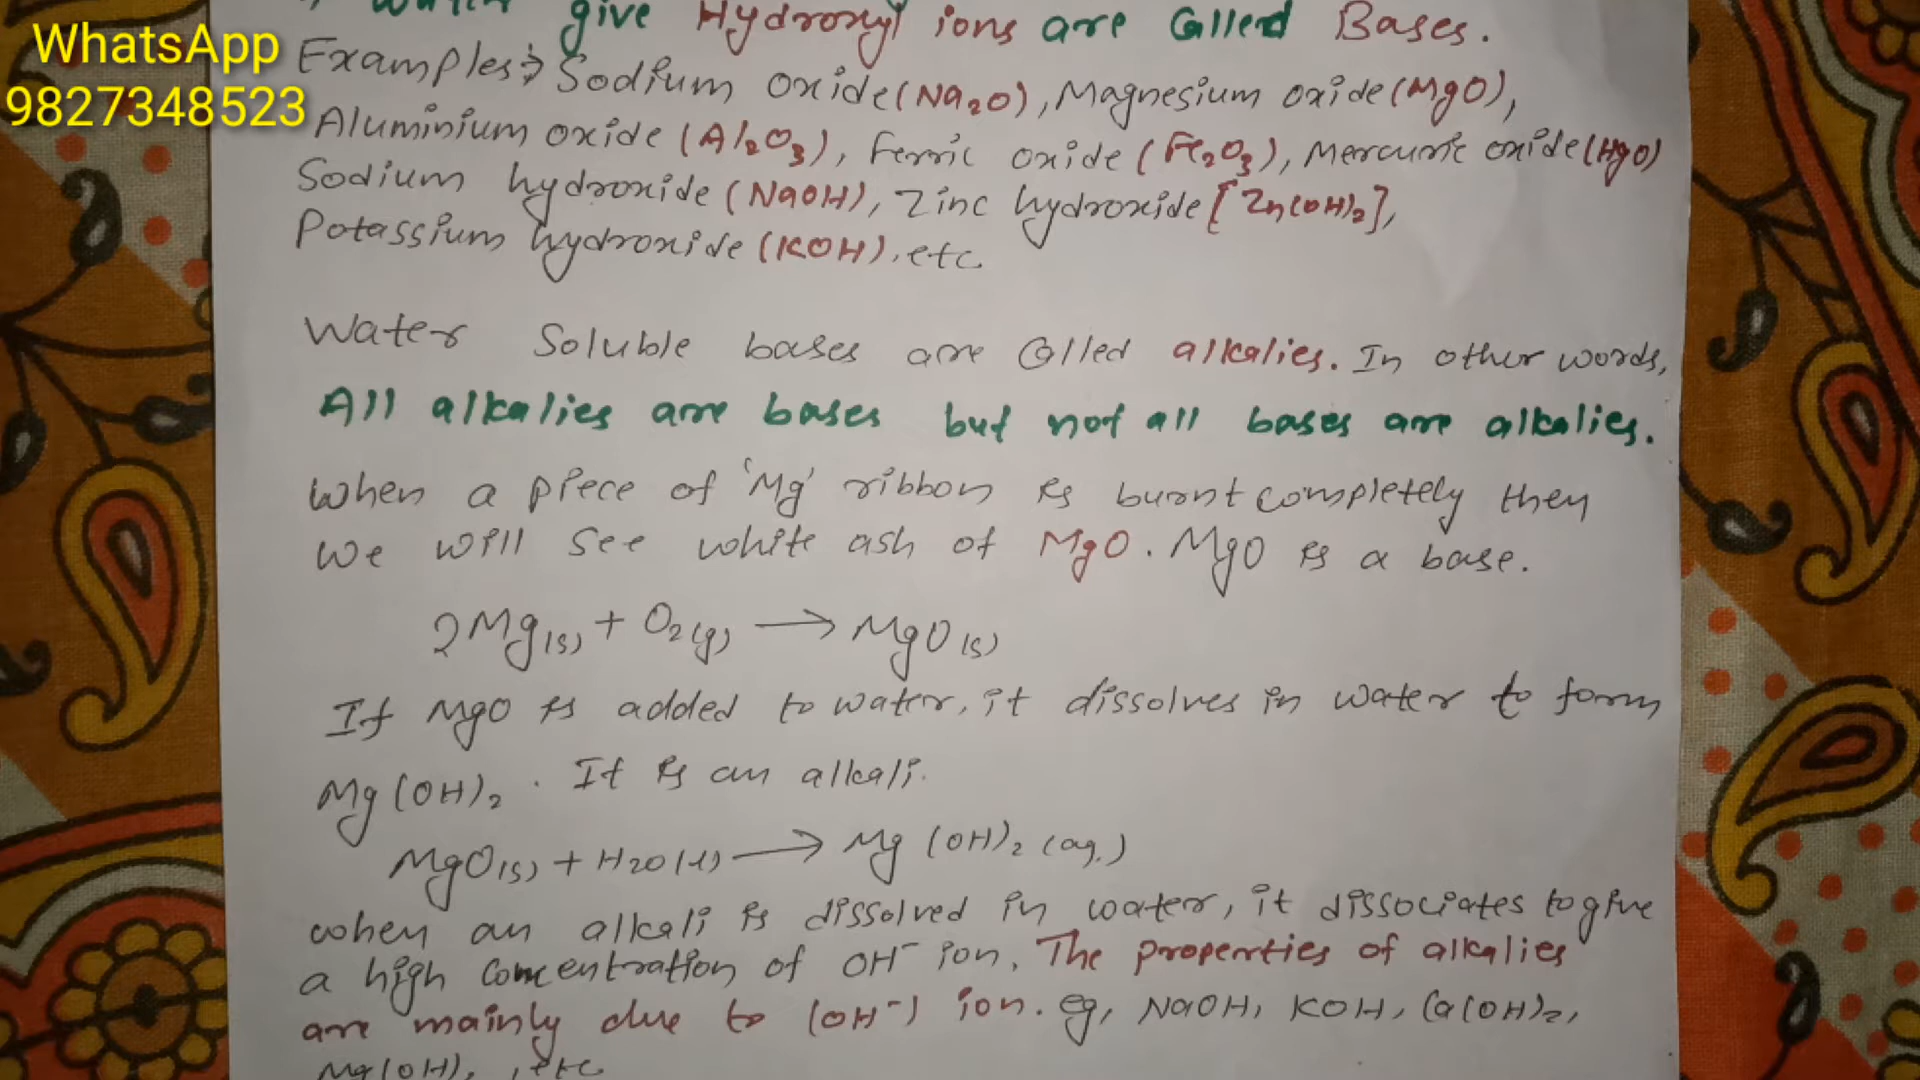 WhatsApp
9827348523
water give Hydroxyl ions are Called Bases.
Examples:→ Sodium oxide (Na₂O), Magnesium oxide (MgO),
Aluminium oxide (Al₂O₃), Ferric oxide (Fe₂O₃), Mercuric oxide (HgO)
Sodium hydroxide (NaOH), Zinc hydroxide [Zn(OH)₂],
Potassium hydroxide (KOH), etc.
Water Soluble bases are Called alkalies. In other words,
All alkalies are bases but not all bases are alkalies.
When a piece of 'Mg' ribbon is burnt completely then
we will see white ash of MgO. MgO is a base.
2Mg(s) + O₂(g) ⟶ MgO(s)
If MgO is added to water, it dissolves in water to form
Mg(OH)₂. It is an alkali.
MgO(s) + H₂O(l) ⟶ Mg(OH)₂ (aq.)
when an alkali is dissolved in water, it dissociates to give
a high concentration of OH⁻ ion. The properties of alkalies
are mainly due to (OH⁻) ion. eg, NaOH, KOH, Ca(OH)₂,
Mg(OH)₂, etc